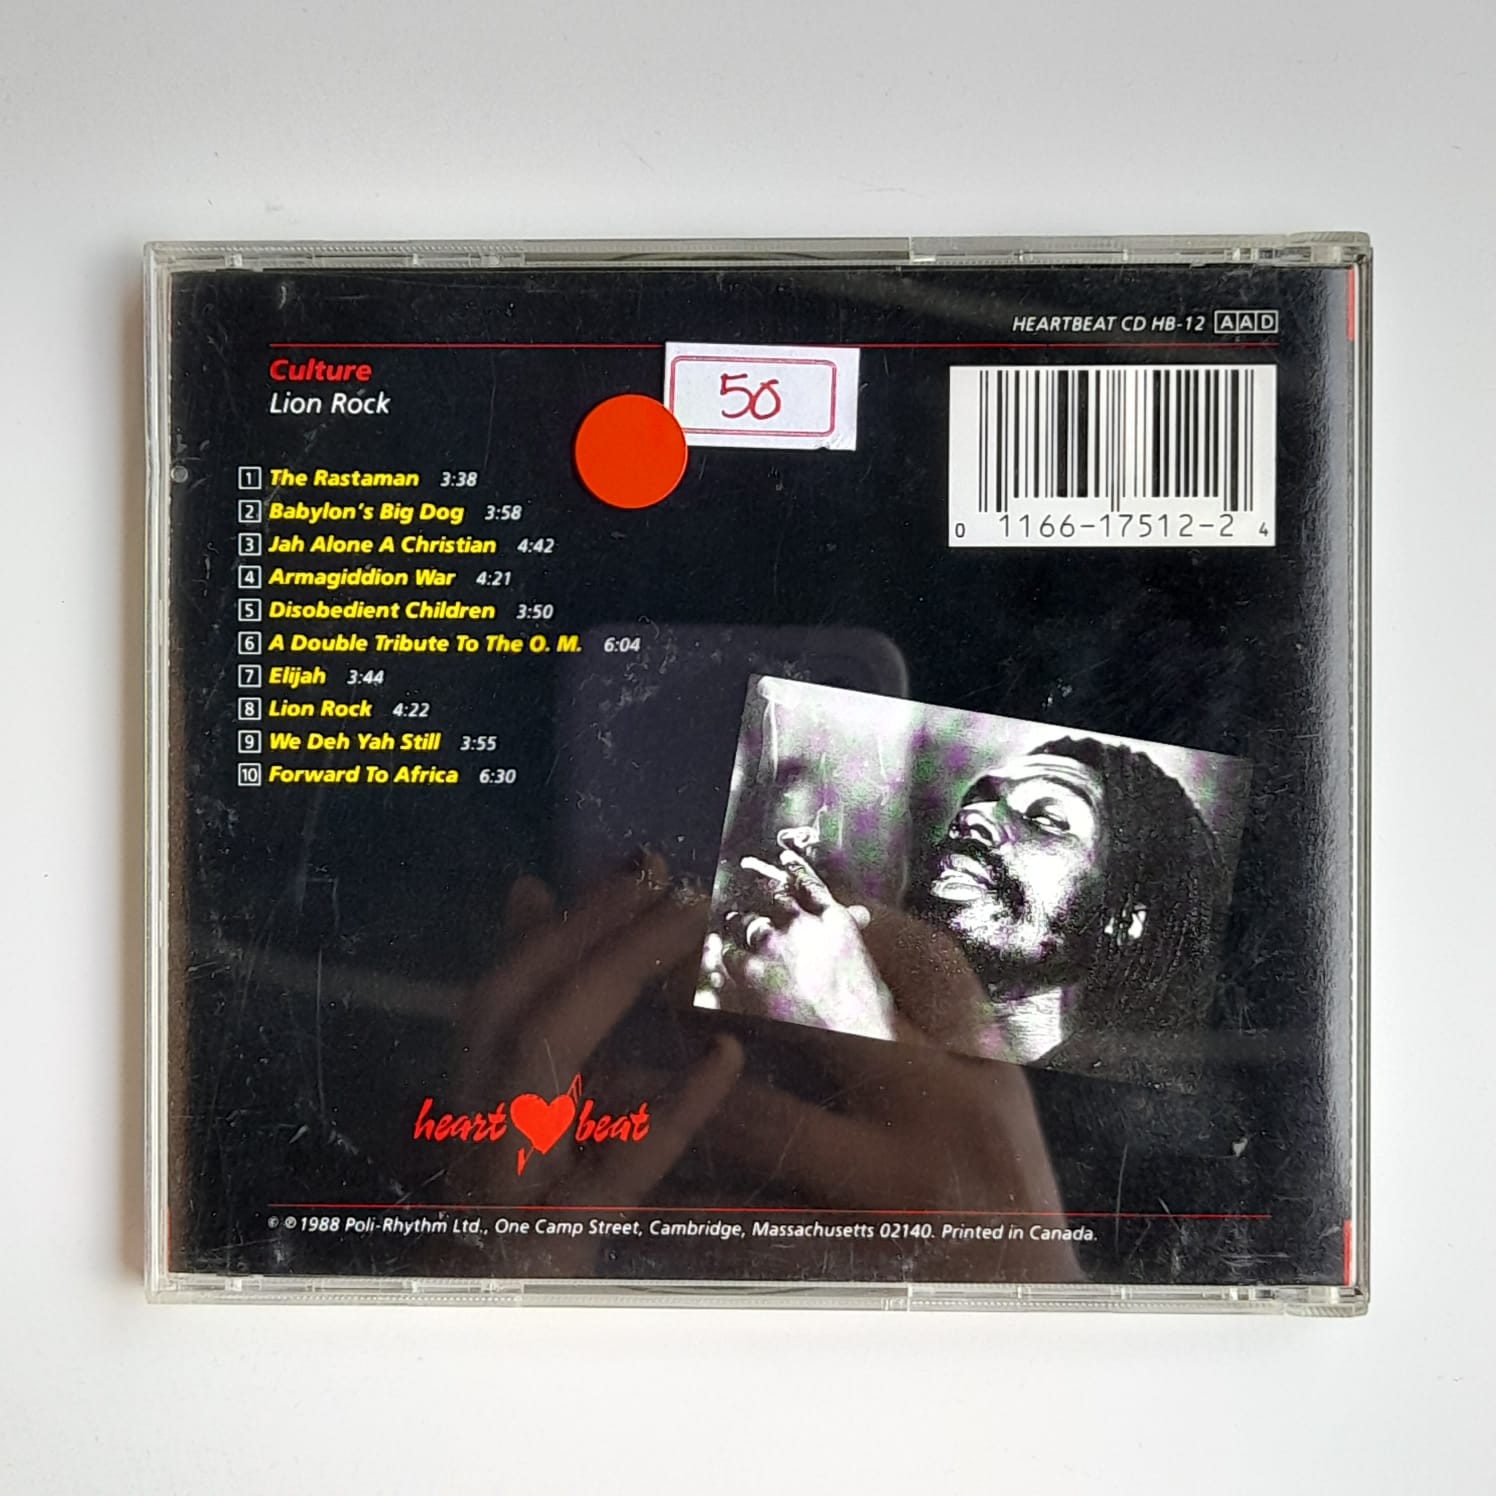 HEARTBEAT CD HB-12 AAD
Culture
Lion Rock
50
1 The Rastaman 3:38
2 Babylon's Big Dog 3:58
3 Jah Alone A Christian 4:42
4 Armagiddion War 4:21
5 Disobedient Children 3:50
6 A Double Tribute To The O. M. 6:04
7 Elijah 3:44
8 Lion Rock 4:22
9 We Deh Yah Still 3:55
10 Forward To Africa 6:30
0 1166-17512-2 4
heart beat
© ℗ 1988 Poli-Rhythm Ltd., One Camp Street, Cambridge, Massachusetts 02140. Printed in Canada.